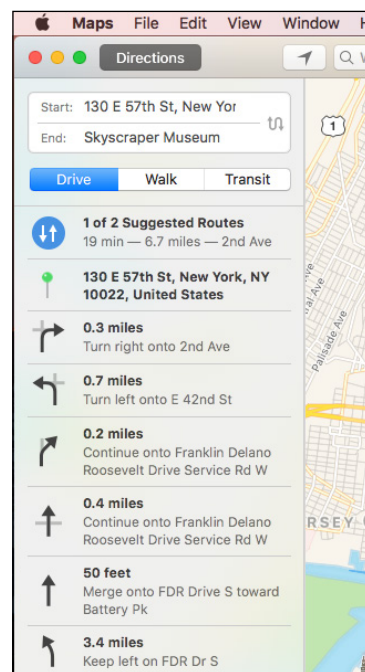 Maps File Edit View Window
Directions
Start: 130 E 57th St, New Yor
End: Skyscraper Museum
Drive Walk Transit
1 of 2 Suggested Routes
19 min — 6.7 miles — 2nd Ave
130 E 57th St, New York, NY
10022, United States
0.3 miles
Turn right onto 2nd Ave
0.7 miles
Turn left onto E 42nd St
0.2 miles
Continue onto Franklin Delano
Roosevelt Drive Service Rd W
0.4 miles
Continue onto Franklin Delano
Roosevelt Drive Service Rd W
50 feet
Merge onto FDR Drive S toward
Battery Pk
3.4 miles
Keep left on FDR Dr S
1
Palisade Ave
RSEY